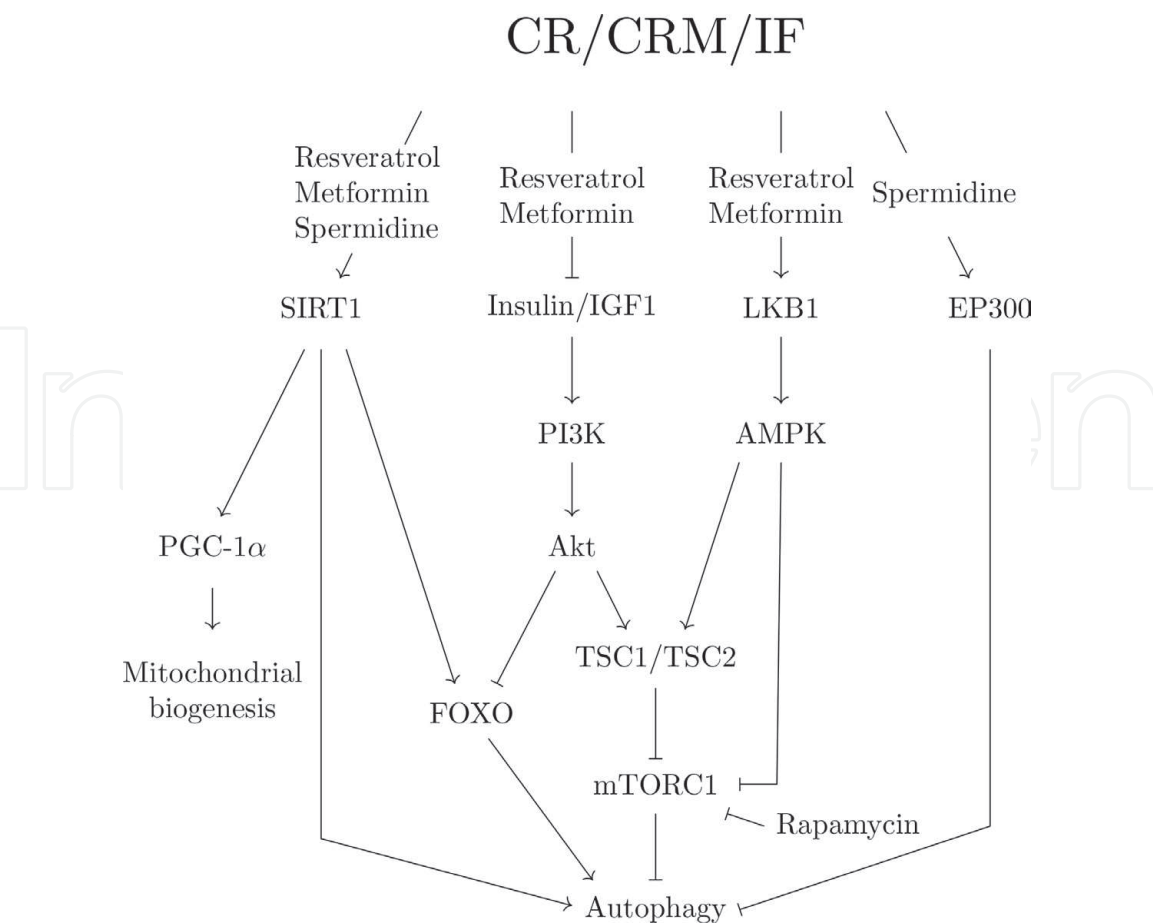 CR/CRM/IF
Resveratrol
Metformin
Spermidine
Resveratrol
Metformin
Resveratrol
Metformin
Spermidine
SIRT1
Insulin/IGF1
LKB1
EP300
PI3K
AMPK
PGC-1α
Akt
Mitochondrial
biogenesis
TSC1/TSC2
FOXO
mTORC1
Rapamycin
Autophagy